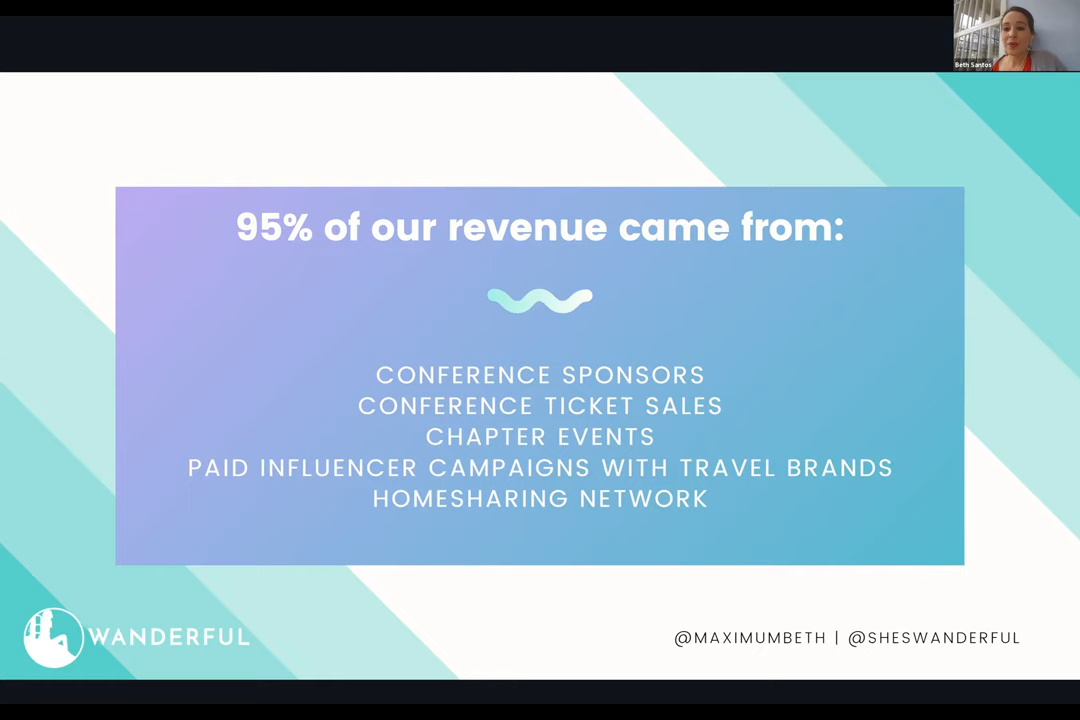 Beth Santos
95% of our revenue came from:
CONFERENCE SPONSORS
CONFERENCE TICKET SALES
CHAPTER EVENTS
PAID INFLUENCER CAMPAIGNS WITH TRAVEL BRANDS
HOMESHARING NETWORK
WANDERFUL
@MAXIMUMBETH | @SHESWANDERFUL